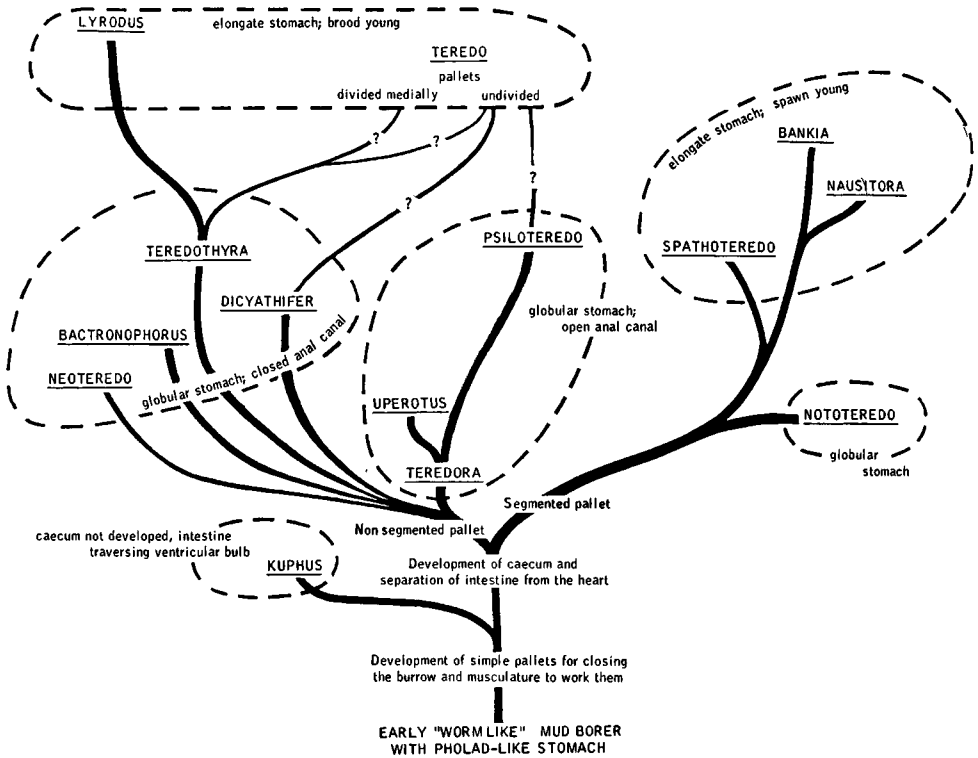 LYRODUS
elongate stomach; brood young
TEREDO
pallets
divided medially
undivided
?
?
?
?
elongate stomach; spawn young
BANKIA
NAUSITORA
SPATHOTEREDO
TEREDOTHYRA
PSILOTEREDO
DICYATHIFER
BACTRONOPHORUS
NEOTEREDO
globular stomach; closed anal canal
globular stomach;
open anal canal
UPEROTUS
TEREDORA
NOTOTEREDO
globular
stomach
Segmented pallet
Non segmented pallet
caecum not developed, intestine
traversing ventricular bulb
KUPHUS
Development of caecum and
separation of intestine from the heart
Development of simple pallets for closing
the burrow and musculature to work them
EARLY "WORM LIKE" MUD BORER
WITH PHOLAD-LIKE STOMACH